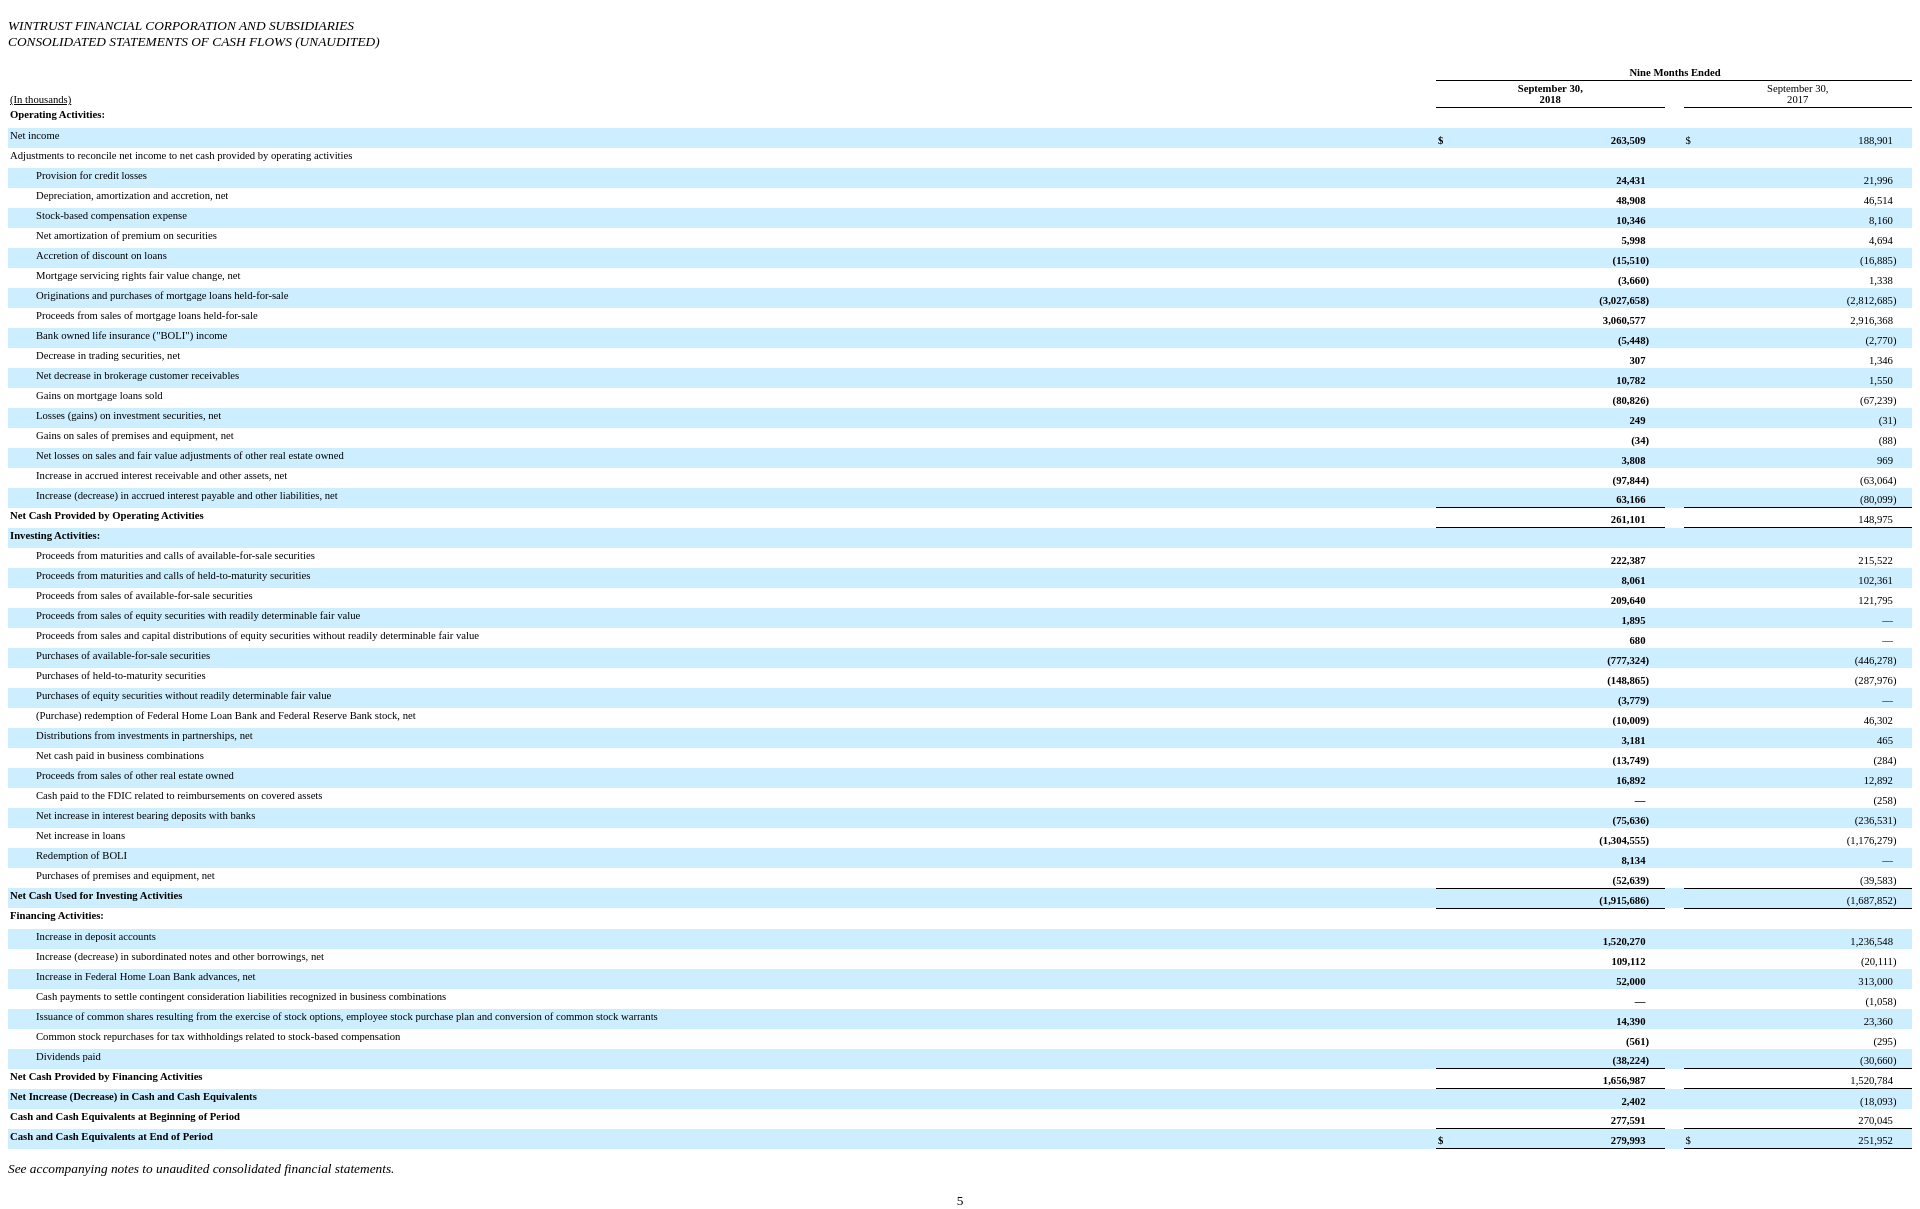 WINTRUST FINANCIAL CORPORATION AND SUBSIDIARIES
CONSOLIDATED STATEMENTS OF CASH FLOWS (UNAUDITED)
Nine Months Ended
(In thousands) September 30, 2018 September 30, 2017
Operating Activities:
Net income $ 263,509 $ 188,901
Adjustments to reconcile net income to net cash provided by operating activities
Provision for credit losses 24,431 21,996
Depreciation, amortization and accretion, net 48,908 46,514
Stock-based compensation expense 10,346 8,160
Net amortization of premium on securities 5,998 4,694
Accretion of discount on loans (15,510) (16,885)
Mortgage servicing rights fair value change, net (3,660) 1,338
Originations and purchases of mortgage loans held-for-sale (3,027,658) (2,812,685)
Proceeds from sales of mortgage loans held-for-sale 3,060,577 2,916,368
Bank owned life insurance ("BOLI") income (5,448) (2,770)
Decrease in trading securities, net 307 1,346
Net decrease in brokerage customer receivables 10,782 1,550
Gains on mortgage loans sold (80,826) (67,239)
Losses (gains) on investment securities, net 249 (31)
Gains on sales of premises and equipment, net (34) (88)
Net losses on sales and fair value adjustments of other real estate owned 3,808 969
Increase in accrued interest receivable and other assets, net (97,844) (63,064)
Increase (decrease) in accrued interest payable and other liabilities, net 63,166 (80,099)
Net Cash Provided by Operating Activities 261,101 148,975
Investing Activities:
Proceeds from maturities and calls of available-for-sale securities 222,387 215,522
Proceeds from maturities and calls of held-to-maturity securities 8,061 102,361
Proceeds from sales of available-for-sale securities 209,640 121,795
Proceeds from sales of equity securities with readily determinable fair value 1,895 —
Proceeds from sales and capital distributions of equity securities without readily determinable fair value 680 —
Purchases of available-for-sale securities (777,324) (446,278)
Purchases of held-to-maturity securities (148,865) (287,976)
Purchases of equity securities without readily determinable fair value (3,779) —
(Purchase) redemption of Federal Home Loan Bank and Federal Reserve Bank stock, net (10,009) 46,302
Distributions from investments in partnerships, net 3,181 465
Net cash paid in business combinations (13,749) (284)
Proceeds from sales of other real estate owned 16,892 12,892
Cash paid to the FDIC related to reimbursements on covered assets — (258)
Net increase in interest bearing deposits with banks (75,636) (236,531)
Net increase in loans (1,304,555) (1,176,279)
Redemption of BOLI 8,134 —
Purchases of premises and equipment, net (52,639) (39,583)
Net Cash Used for Investing Activities (1,915,686) (1,687,852)
Financing Activities:
Increase in deposit accounts 1,520,270 1,236,548
Increase (decrease) in subordinated notes and other borrowings, net 109,112 (20,111)
Increase in Federal Home Loan Bank advances, net 52,000 313,000
Cash payments to settle contingent consideration liabilities recognized in business combinations — (1,058)
Issuance of common shares resulting from the exercise of stock options, employee stock purchase plan and conversion of common stock warrants 14,390 23,360
Common stock repurchases for tax withholdings related to stock-based compensation (561) (295)
Dividends paid (38,224) (30,660)
Net Cash Provided by Financing Activities 1,656,987 1,520,784
Net Increase (Decrease) in Cash and Cash Equivalents 2,402 (18,093)
Cash and Cash Equivalents at Beginning of Period 277,591 270,045
Cash and Cash Equivalents at End of Period $ 279,993 $ 251,952
See accompanying notes to unaudited consolidated financial statements.
5